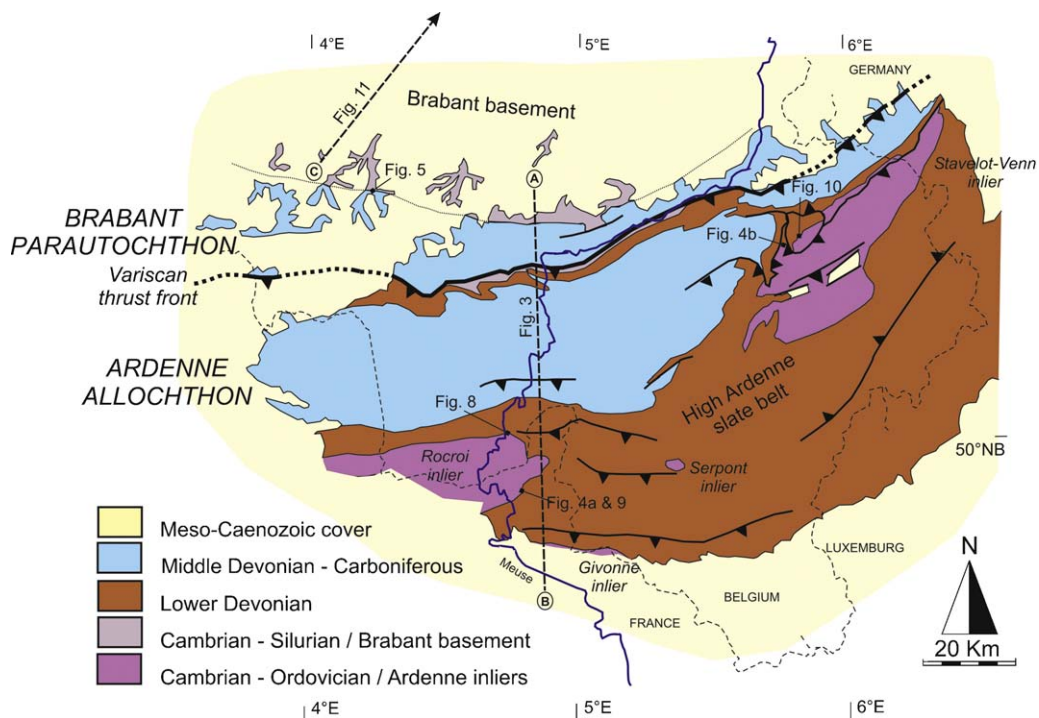 4°E
5°E
6°E
GERMANY
Fig. 11
Brabant basement
C
Fig. 5
A
Stavelot-Venn
inlier
Fig. 10
BRABANT
PARAUTOCHTHON
Fig. 4b
Variscan
thrust front
Fig. 3
ARDENNE
ALLOCHTHON
High Ardenne
slate belt
Fig. 8
50°NB
Rocroi
inlier
Serpont
inlier
Fig. 4a & 9
Meso-Caenozoic cover
Middle Devonian - Carboniferous
Lower Devonian
Cambrian - Silurian / Brabant basement
Cambrian - Ordovician / Ardenne inliers
Meuse
Givonne
inlier
LUXEMBURG
BELGIUM
B
FRANCE
N
20 Km
4°E
5°E
6°E